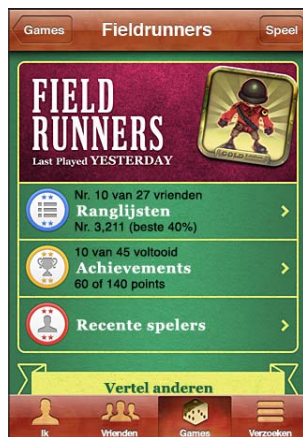 Games
Fieldrunners
Speel
FIELD
RUNNERS
Last Played YESTERDAY
GOLD
Nr. 10 van 27 vrienden
Ranglijsten
Nr. 3,211 (beste 40%)
10 van 45 voltooid
Achievements
60 of 140 points
Recente spelers
Vertel anderen
Ik
Vrienden
Games
Verzoeken